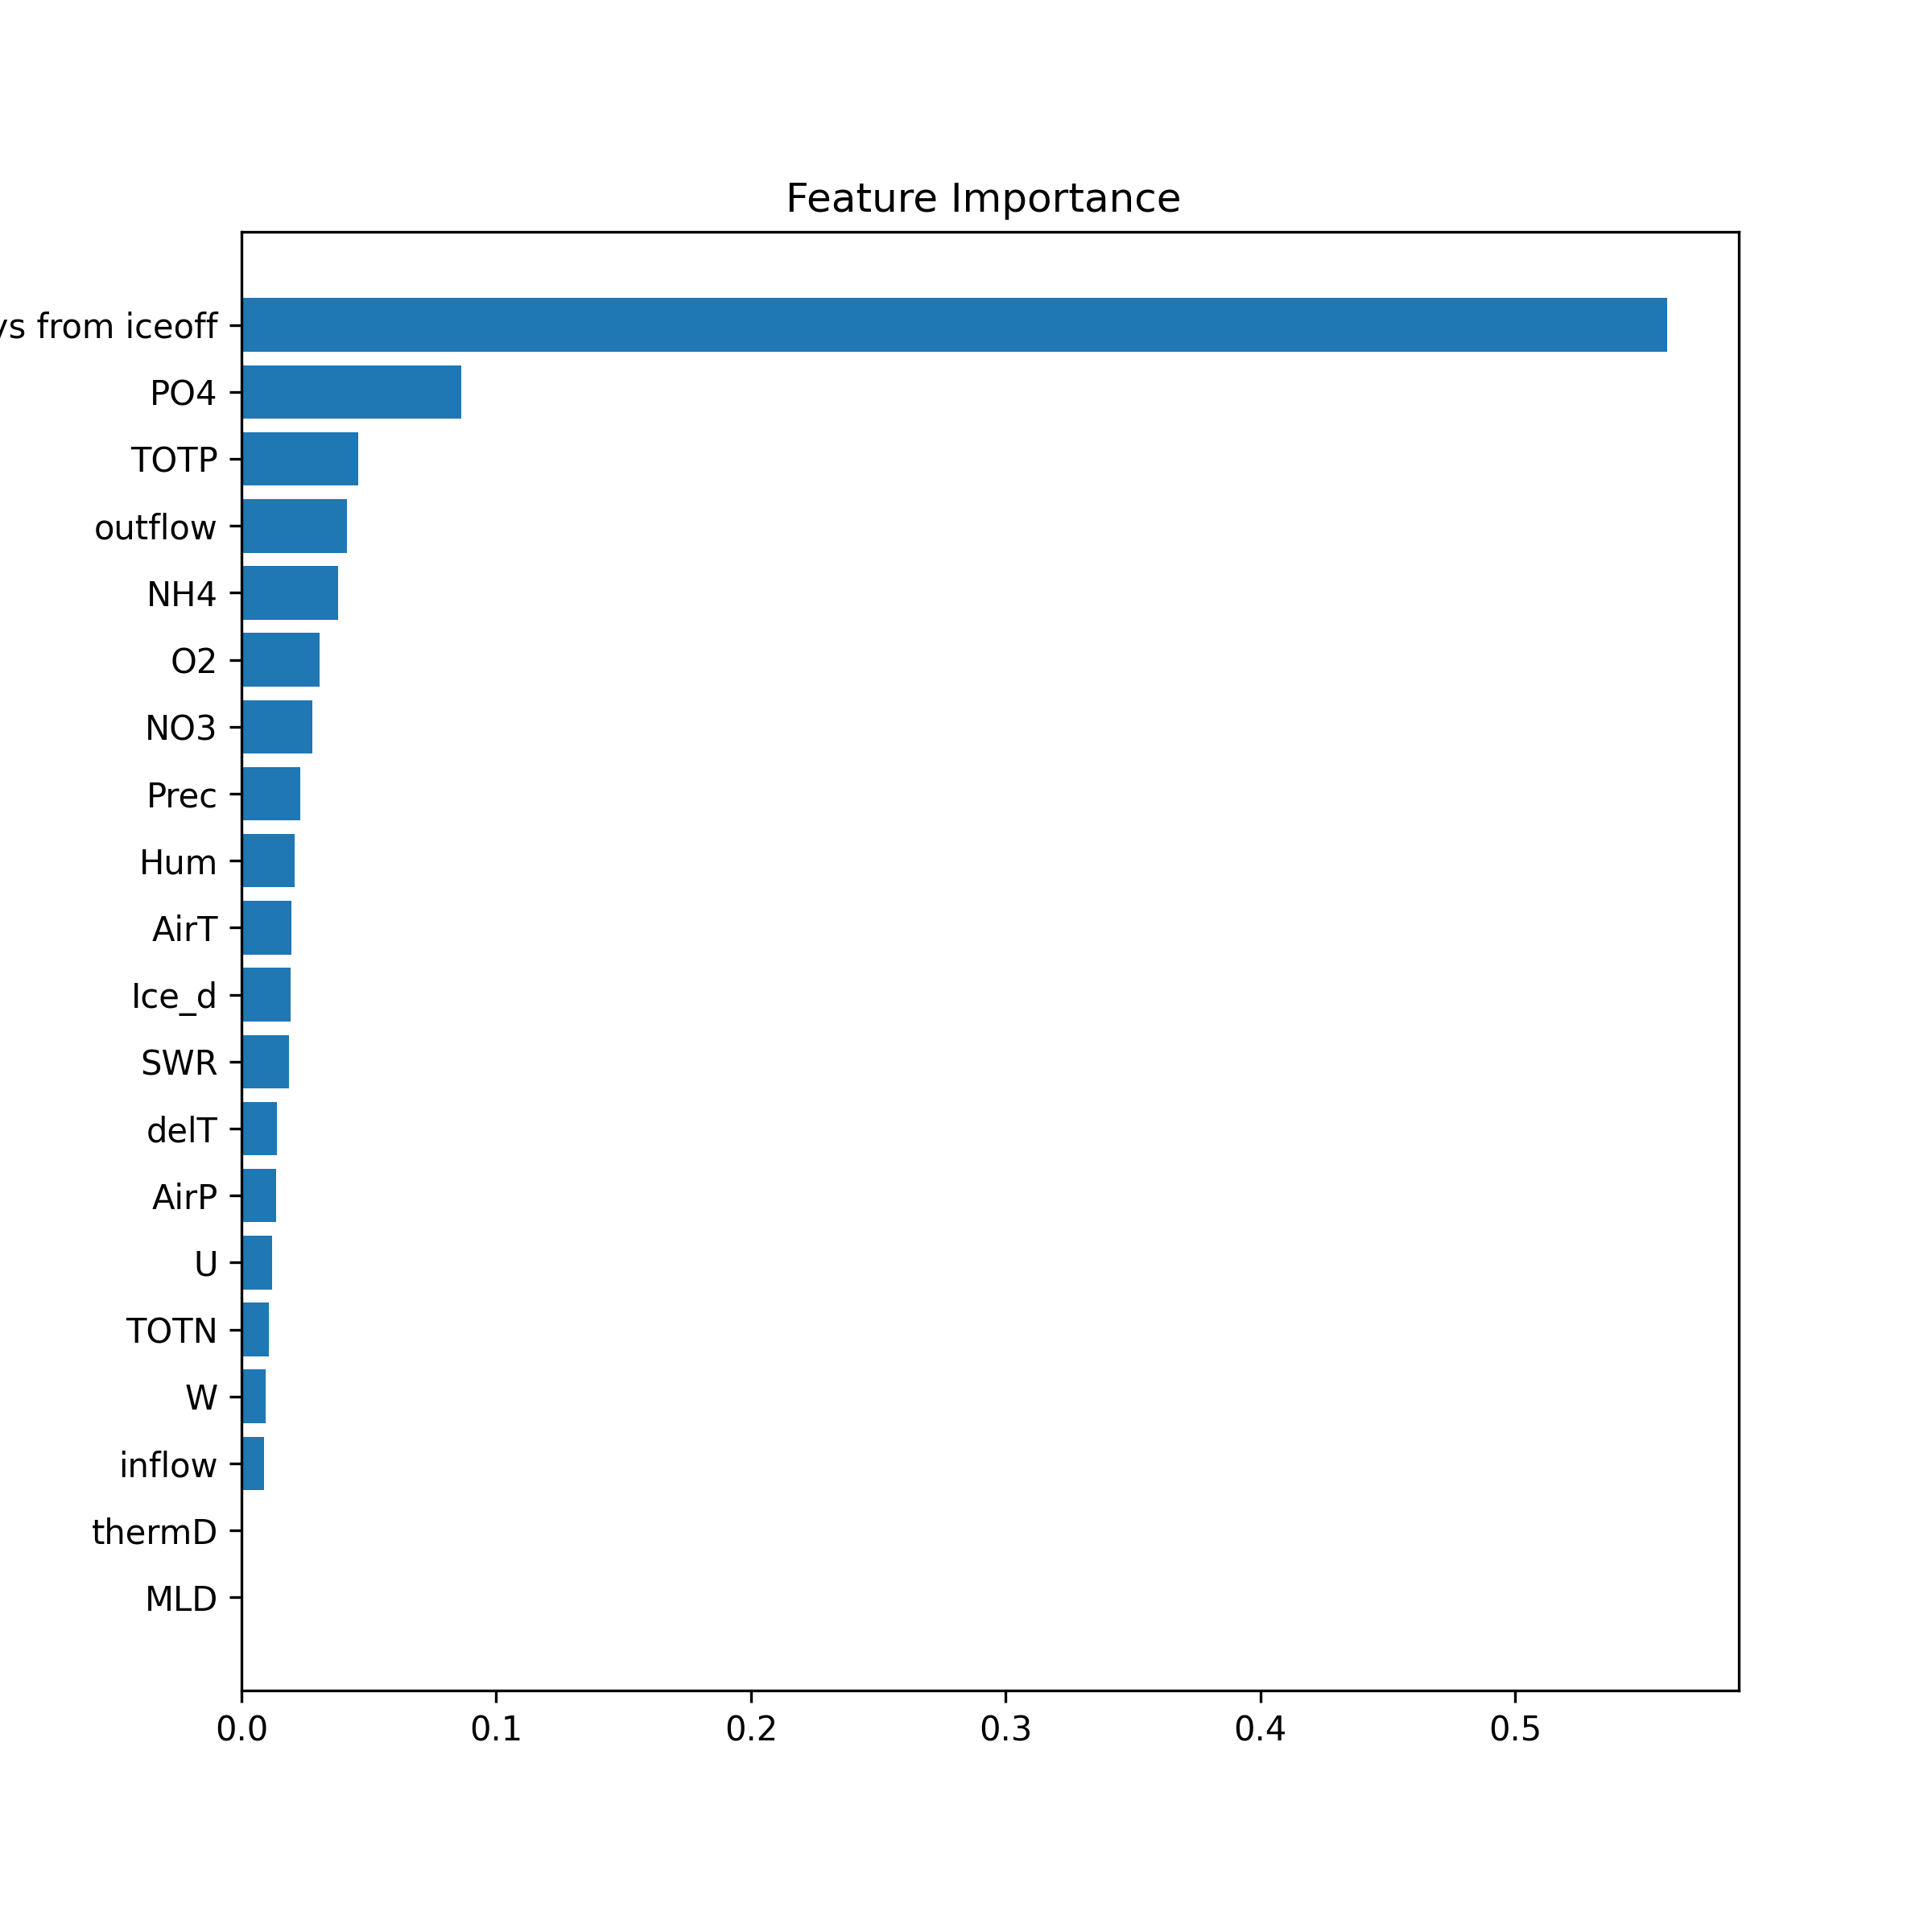 Feature Importance
from iceoff
PO4
TOTP
outflow
NH4
O2
NO3
Prec
Hum
AirT
Ice_d
SWR
delT
AirP
U
TOTN
W
inflow
thermD
MLD
0.0 0.1 0.2 0.3 0.4 0.5